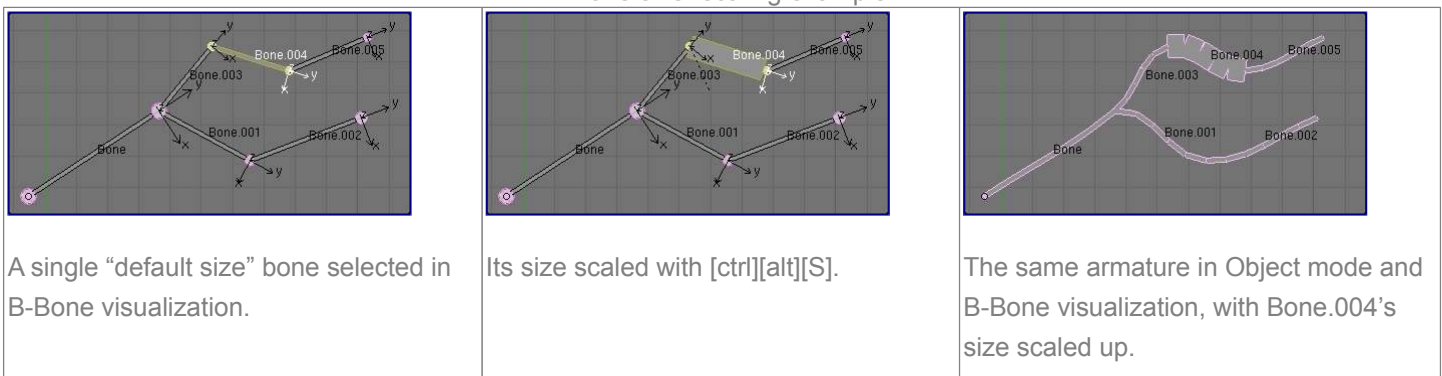 Bone
Bone.001
Bone.002
Bone.003
Bone.004
Bone.005
y
x
y
x
y
x
y
x
y
x
A single “default size” bone selected in
B-Bone visualization.
Bone
Bone.001
Bone.002
Bone.003
Bone.004
Bone.005
y
x
y
x
y
x
y
x
y
x
Its size scaled with [ctrl][alt][S].
Bone
Bone.001
Bone.002
Bone.003
Bone.004
Bone.005
The same armature in Object mode and
B-Bone visualization, with Bone.004’s
size scaled up.